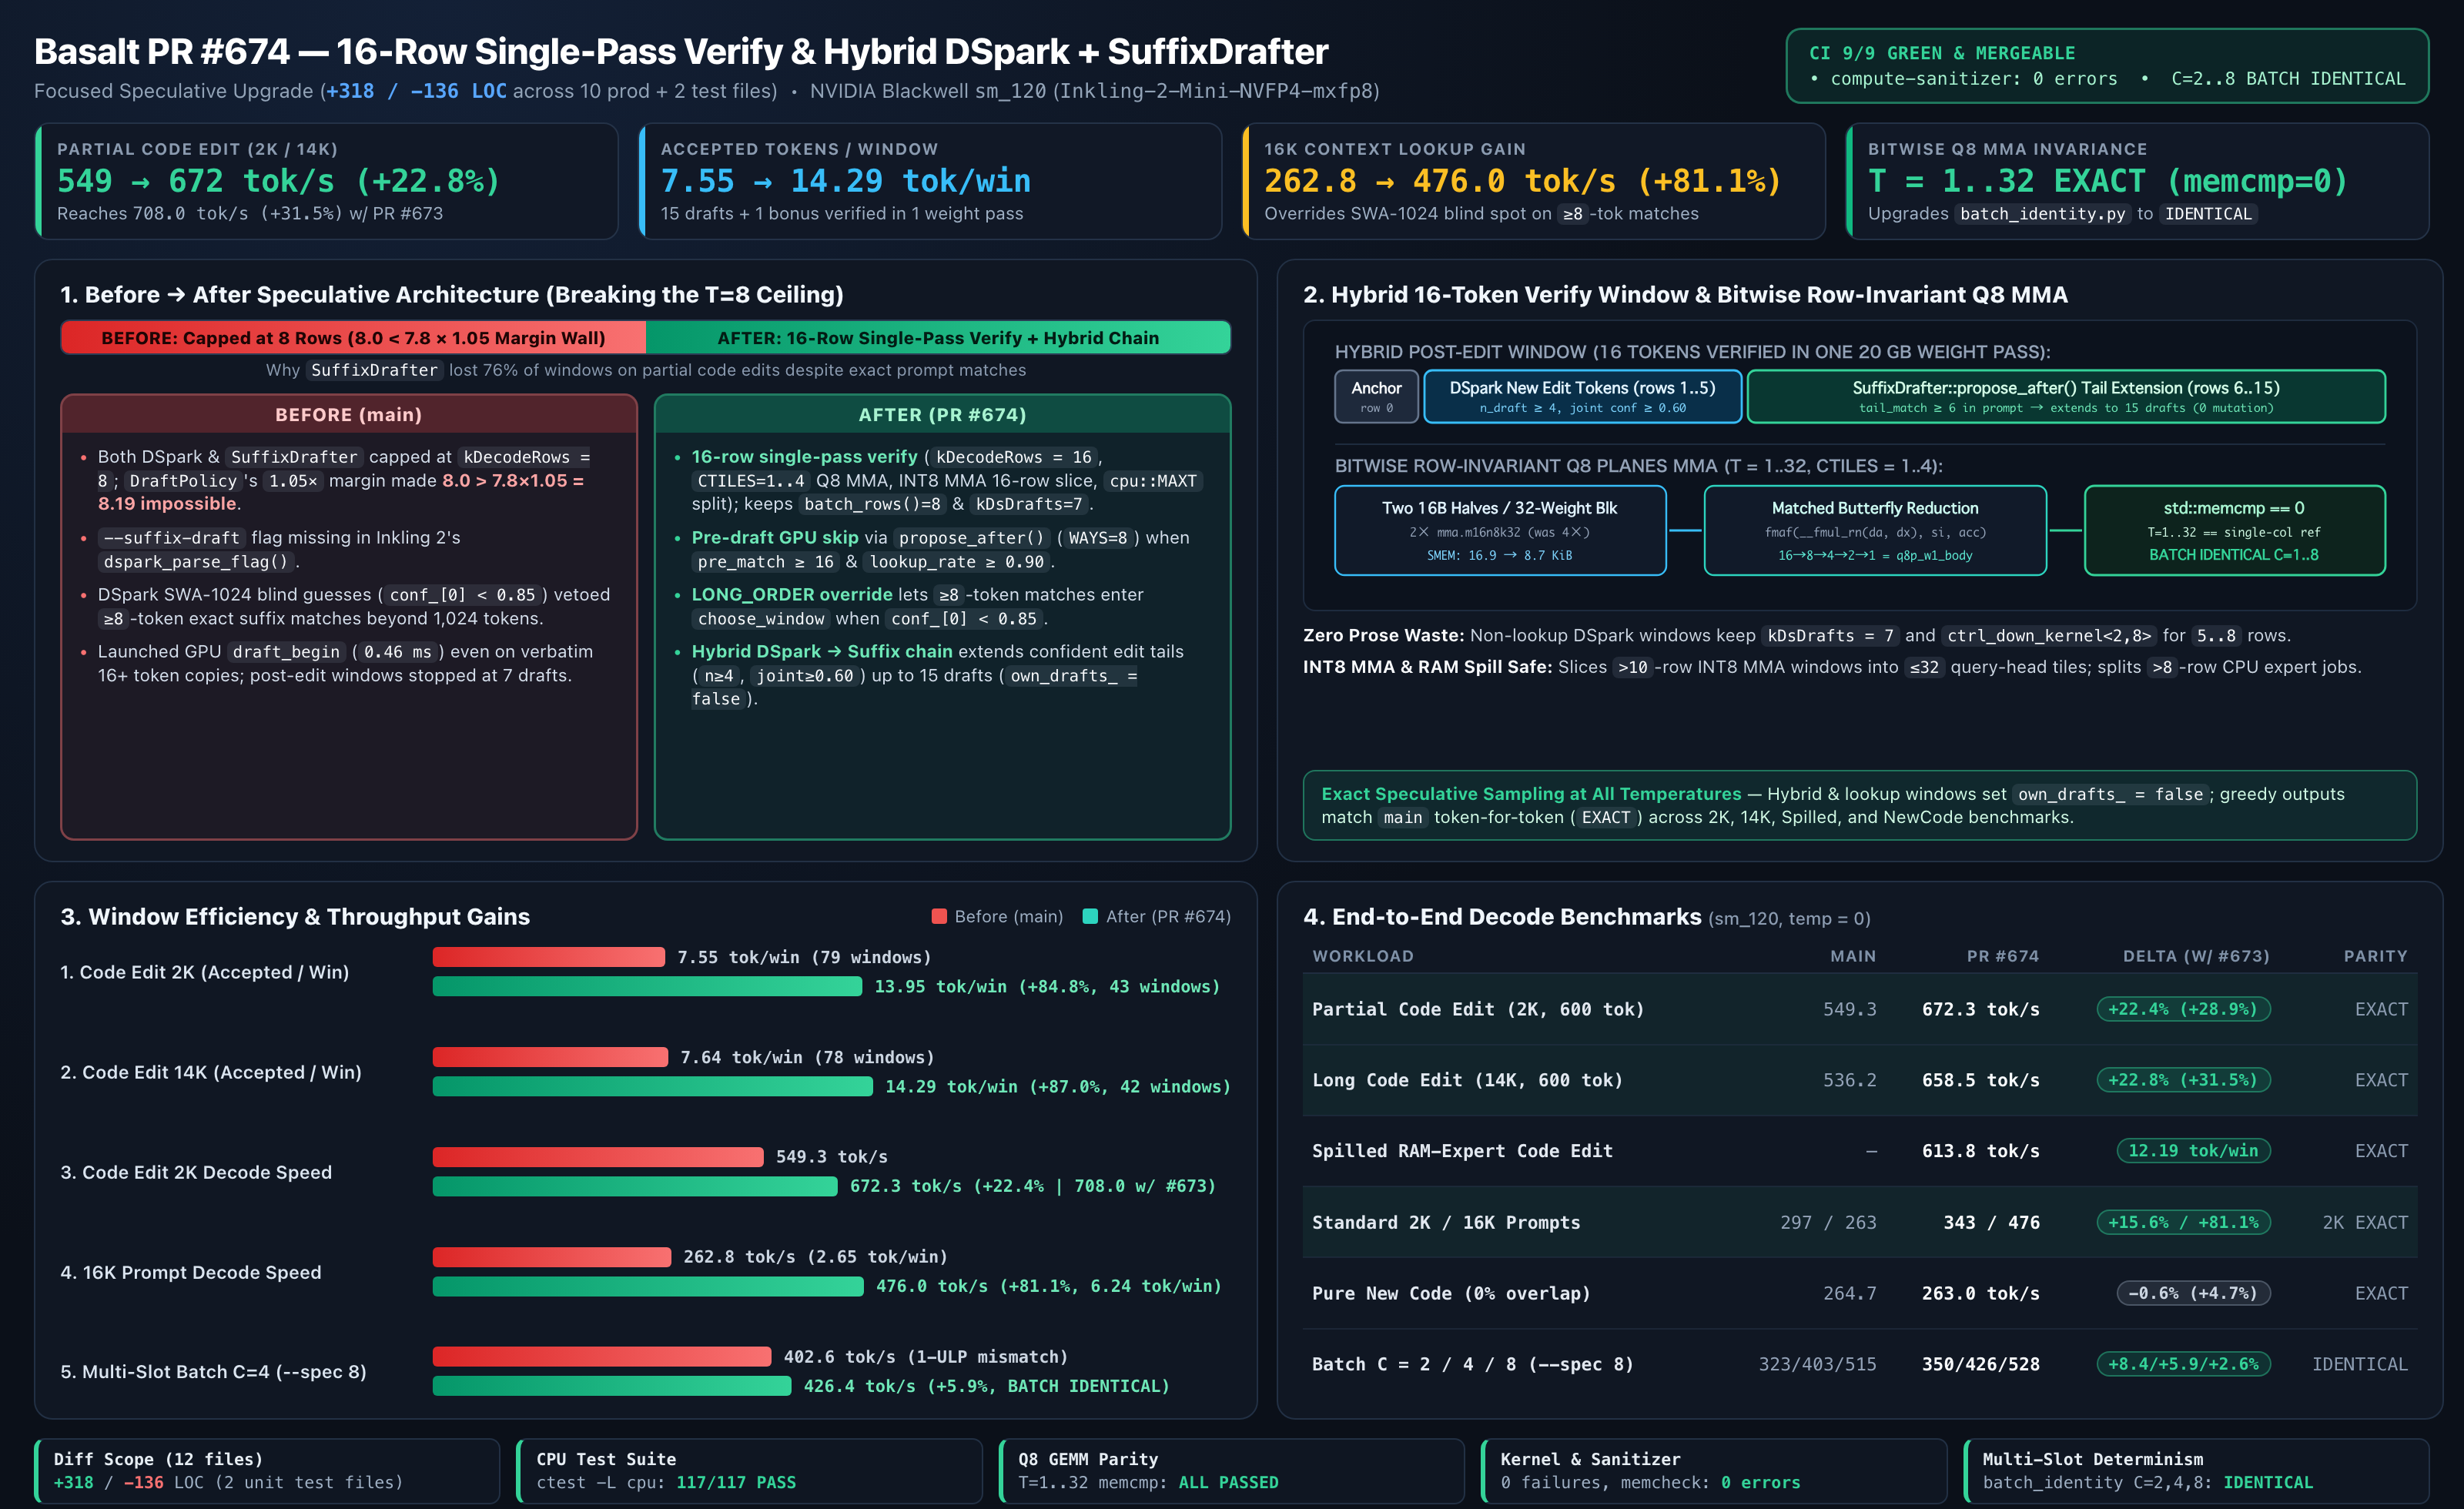 Basalt PR #674 — 16-Row Single-Pass Verify & Hybrid DSpark + SuffixDrafter
Focused Speculative Upgrade (+318 / −136 LOC across 10 prod + 2 test files) • NVIDIA Blackwell sm_120 (Inkling−2−Mini−NVFP4−mxfp8)
CI 9/9 GREEN & MERGEABLE
• compute−sanitizer: 0 errors • C=2..8 BATCH IDENTICAL
PARTIAL CODE EDIT (2K / 14K)
549 → 672 tok/s (+22.8%)
Reaches 708.0 tok/s (+31.5%) w/ PR #673
ACCEPTED TOKENS / WINDOW
7.55 → 14.29 tok/win
15 drafts + 1 bonus verified in 1 weight pass
16K CONTEXT LOOKUP GAIN
262.8 → 476.0 tok/s (+81.1%)
Overrides SWA-1024 blind spot on ≥8-tok matches
BITWISE Q8 MMA INVARIANCE
T = 1..32 EXACT (memcmp=0)
Upgrades batch_identity.py to IDENTICAL
1. Before → After Speculative Architecture (Breaking the T=8 Ceiling)
BEFORE: Capped at 8 Rows (8.0 < 7.8 × 1.05 Margin Wall)
AFTER: 16-Row Single-Pass Verify + Hybrid Chain
Why SuffixDrafter lost 76% of windows on partial code edits despite exact prompt matches
BEFORE (main)
• Both DSpark & SuffixDrafter capped at kDecodeRows =
8; DraftPolicy's 1.05× margin made 8.0 > 7.8×1.05 =
8.19 impossible.
• −−suffix−draft flag missing in Inkling 2's
dspark_parse_flag().
• DSpark SWA-1024 blind guesses (conf_[0] < 0.85) vetoed
≥8-token exact suffix matches beyond 1,024 tokens.
• Launched GPU draft_begin (0.46 ms) even on verbatim
16+ token copies; post-edit windows stopped at 7 drafts.
AFTER (PR #674)
• 16-row single-pass verify (kDecodeRows = 16,
CTILES=1..4 Q8 MMA, INT8 MMA 16-row slice, cpu::MAXT
split); keeps batch_rows()=8 & kDsDrafts=7.
• Pre-draft GPU skip via propose_after() (WAYS=8) when
pre_match ≥ 16 & lookup_rate ≥ 0.90.
• LONG_ORDER override lets ≥8-token matches enter
choose_window when conf_[0] < 0.85.
• Hybrid DSpark → Suffix chain extends confident edit tails
(n≥4, joint≥0.60) up to 15 drafts (own_drafts_ =
false).
2. Hybrid 16-Token Verify Window & Bitwise Row-Invariant Q8 MMA
HYBRID POST-EDIT WINDOW (16 TOKENS VERIFIED IN ONE 20 GB WEIGHT PASS):
Anchor
row 0
DSpark New Edit Tokens (rows 1..5)
n_draft ≥ 4, joint conf ≥ 0.60
SuffixDrafter::propose_after() Tail Extension (rows 6..15)
tail_match ≥ 6 in prompt → extends to 15 drafts (0 mutation)
BITWISE ROW-INVARIANT Q8 PLANES MMA (T = 1..32, CTILES = 1..4):
Two 16B Halves / 32-Weight Blk
2× mma.m16n8k32 (was 4×)
SMEM: 16.9 → 8.7 KiB
Matched Butterfly Reduction
fmaf(__fmul_rn(da, dx), si, acc)
16→8→4→2→1 = q8p_w1_body
std::memcmp == 0
T=1..32 == single-col ref
BATCH IDENTICAL C=1..8
Zero Prose Waste: Non-lookup DSpark windows keep kDsDrafts = 7 and ctrl_down_kernel<2,8> for 5..8 rows.
INT8 MMA & RAM Spill Safe: Slices >10-row INT8 MMA windows into ≤32 query-head tiles; splits >8-row CPU expert jobs.
Exact Speculative Sampling at All Temperatures — Hybrid & lookup windows set own_drafts_ = false; greedy outputs
match main token-for-token (EXACT) across 2K, 14K, Spilled, and NewCode benchmarks.
3. Window Efficiency & Throughput Gains
Before (main) After (PR #674)
1. Code Edit 2K (Accepted / Win)
7.55 tok/win (79 windows)
13.95 tok/win (+84.8%, 43 windows)
2. Code Edit 14K (Accepted / Win)
7.64 tok/win (78 windows)
14.29 tok/win (+87.0%, 42 windows)
3. Code Edit 2K Decode Speed
549.3 tok/s
672.3 tok/s (+22.4% | 708.0 w/ #673)
4. 16K Prompt Decode Speed
262.8 tok/s (2.65 tok/win)
476.0 tok/s (+81.1%, 6.24 tok/win)
5. Multi-Slot Batch C=4 (--spec 8)
402.6 tok/s (1−ULP mismatch)
426.4 tok/s (+5.9%, BATCH IDENTICAL)
4. End-to-End Decode Benchmarks (sm_120, temp = 0)
WORKLOAD MAIN PR #674 DELTA (W/ #673) PARITY
Partial Code Edit (2K, 600 tok) 549.3 672.3 tok/s +22.4% (+28.9%) EXACT
Long Code Edit (14K, 600 tok) 536.2 658.5 tok/s +22.8% (+31.5%) EXACT
Spilled RAM−Expert Code Edit — 613.8 tok/s 12.19 tok/win EXACT
Standard 2K / 16K Prompts 297 / 263 343 / 476 +15.6% / +81.1% 2K EXACT
Pure New Code (0% overlap) 264.7 263.0 tok/s −0.6% (+4.7%) EXACT
Batch C = 2 / 4 / 8 (−−spec 8) 323/403/515 350/426/528 +8.4/+5.9/+2.6% IDENTICAL
Diff Scope (12 files)
+318 / −136 LOC (2 unit test files)
CPU Test Suite
ctest −L cpu: 117/117 PASS
Q8 GEMM Parity
T=1..32 memcmp: ALL PASSED
Kernel & Sanitizer
0 failures, memcheck: 0 errors
Multi−Slot Determinism
batch_identity C=2,4,8: IDENTICAL